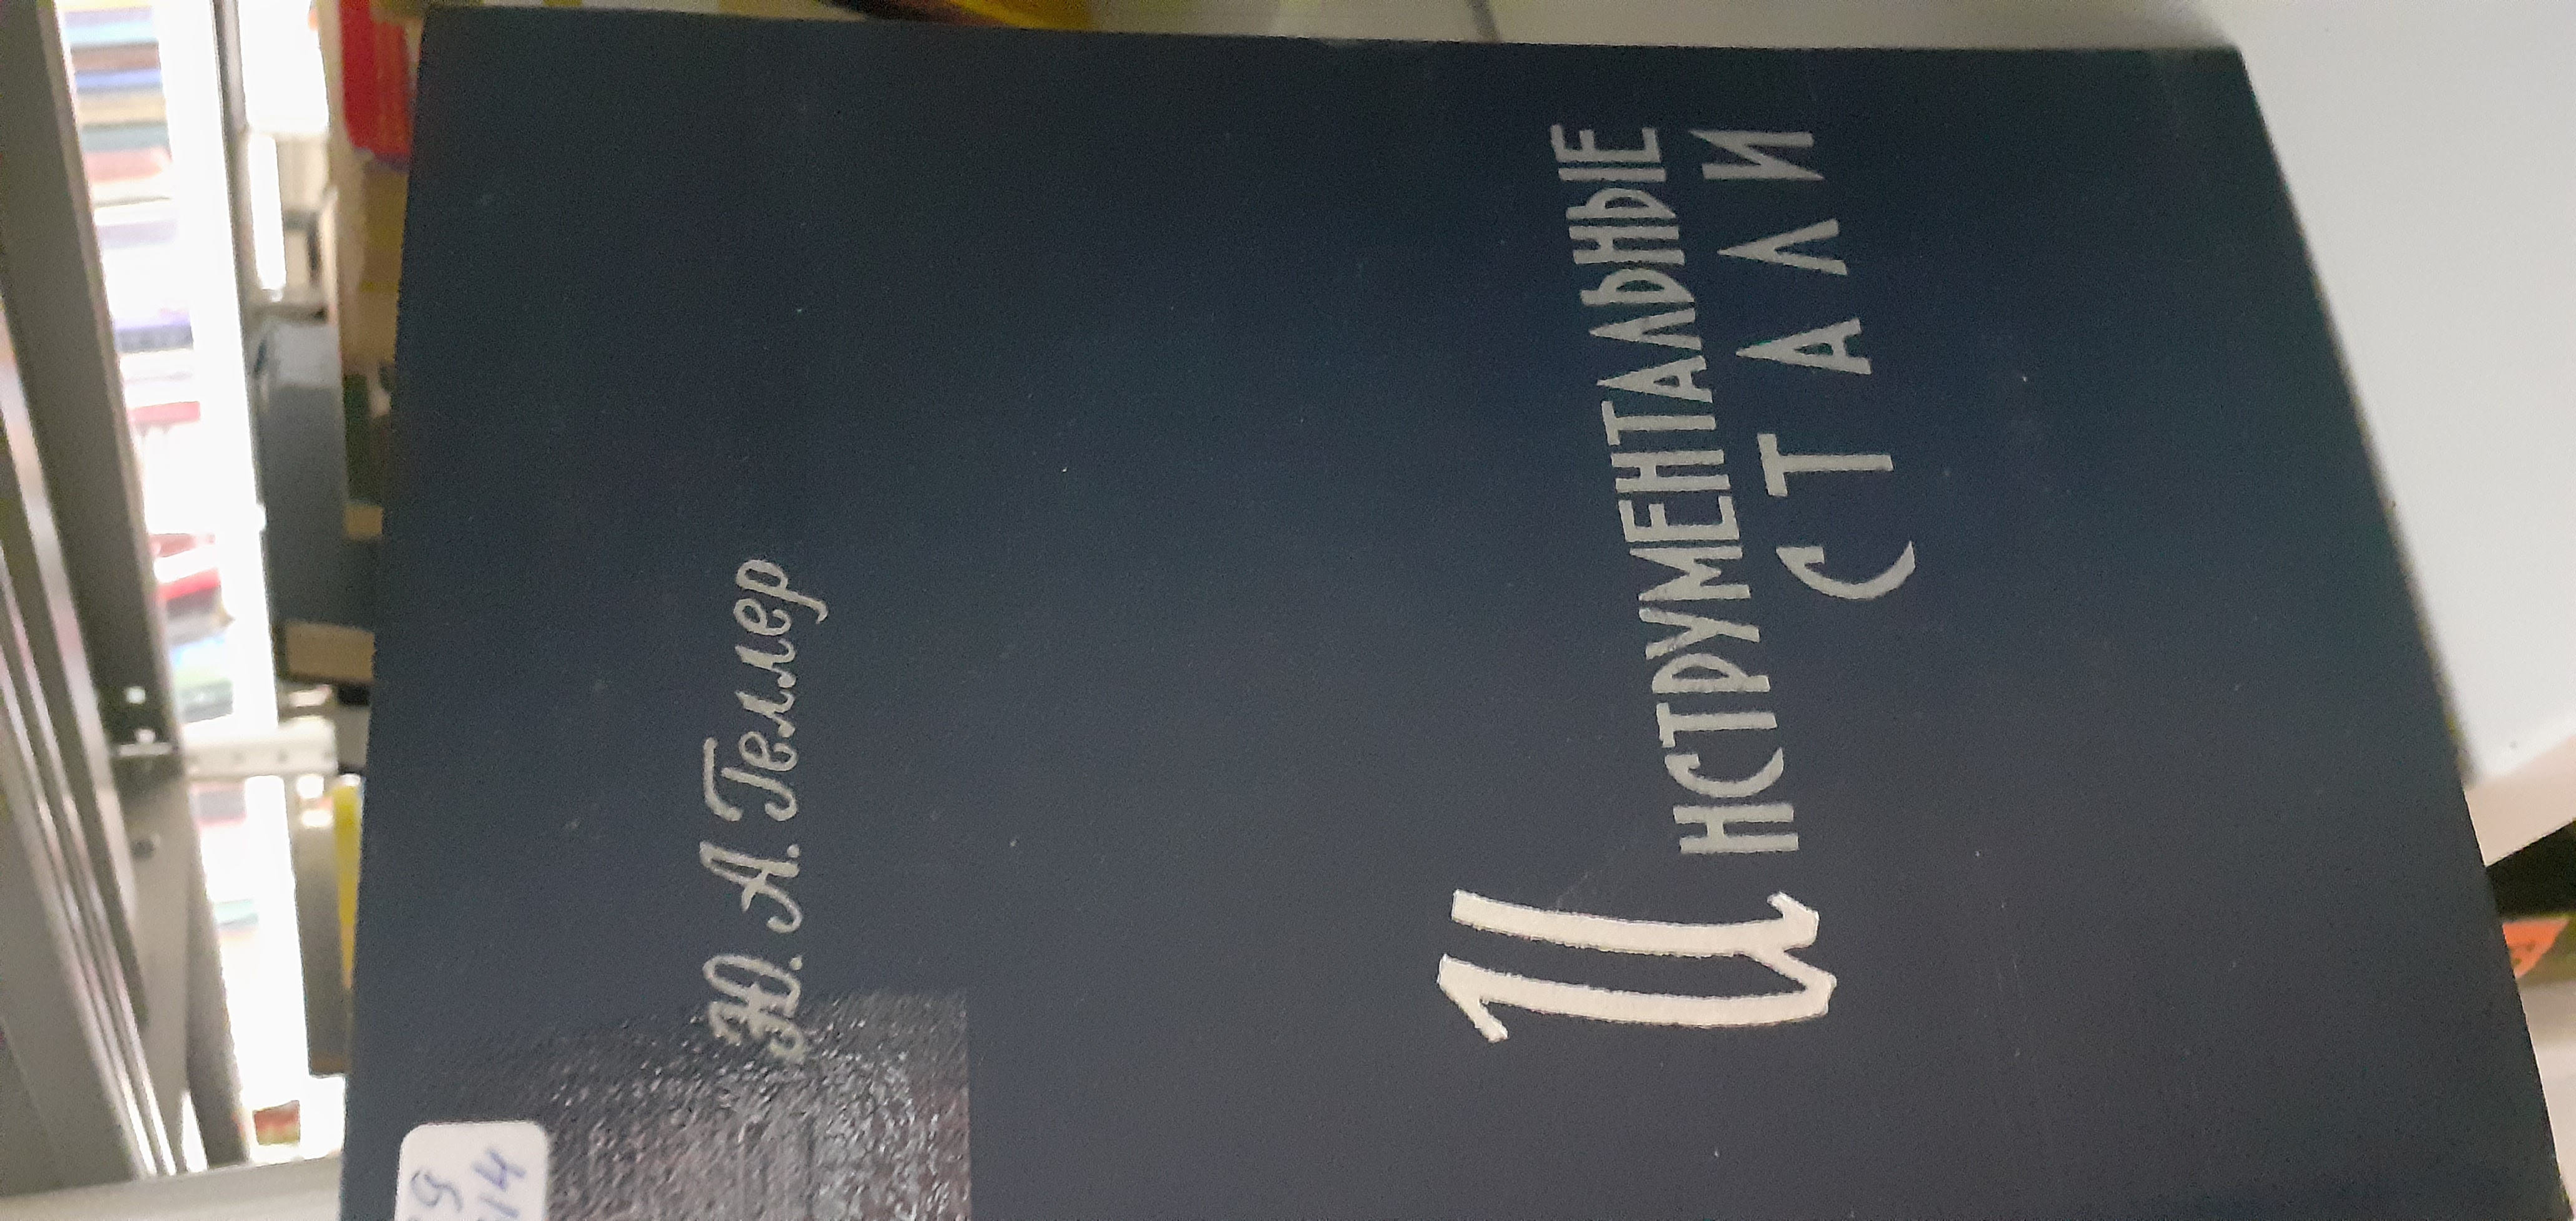 Ю. А. Геллер
ИНСТРУМЕНТАЛЬНЫЕ
СТАЛИ